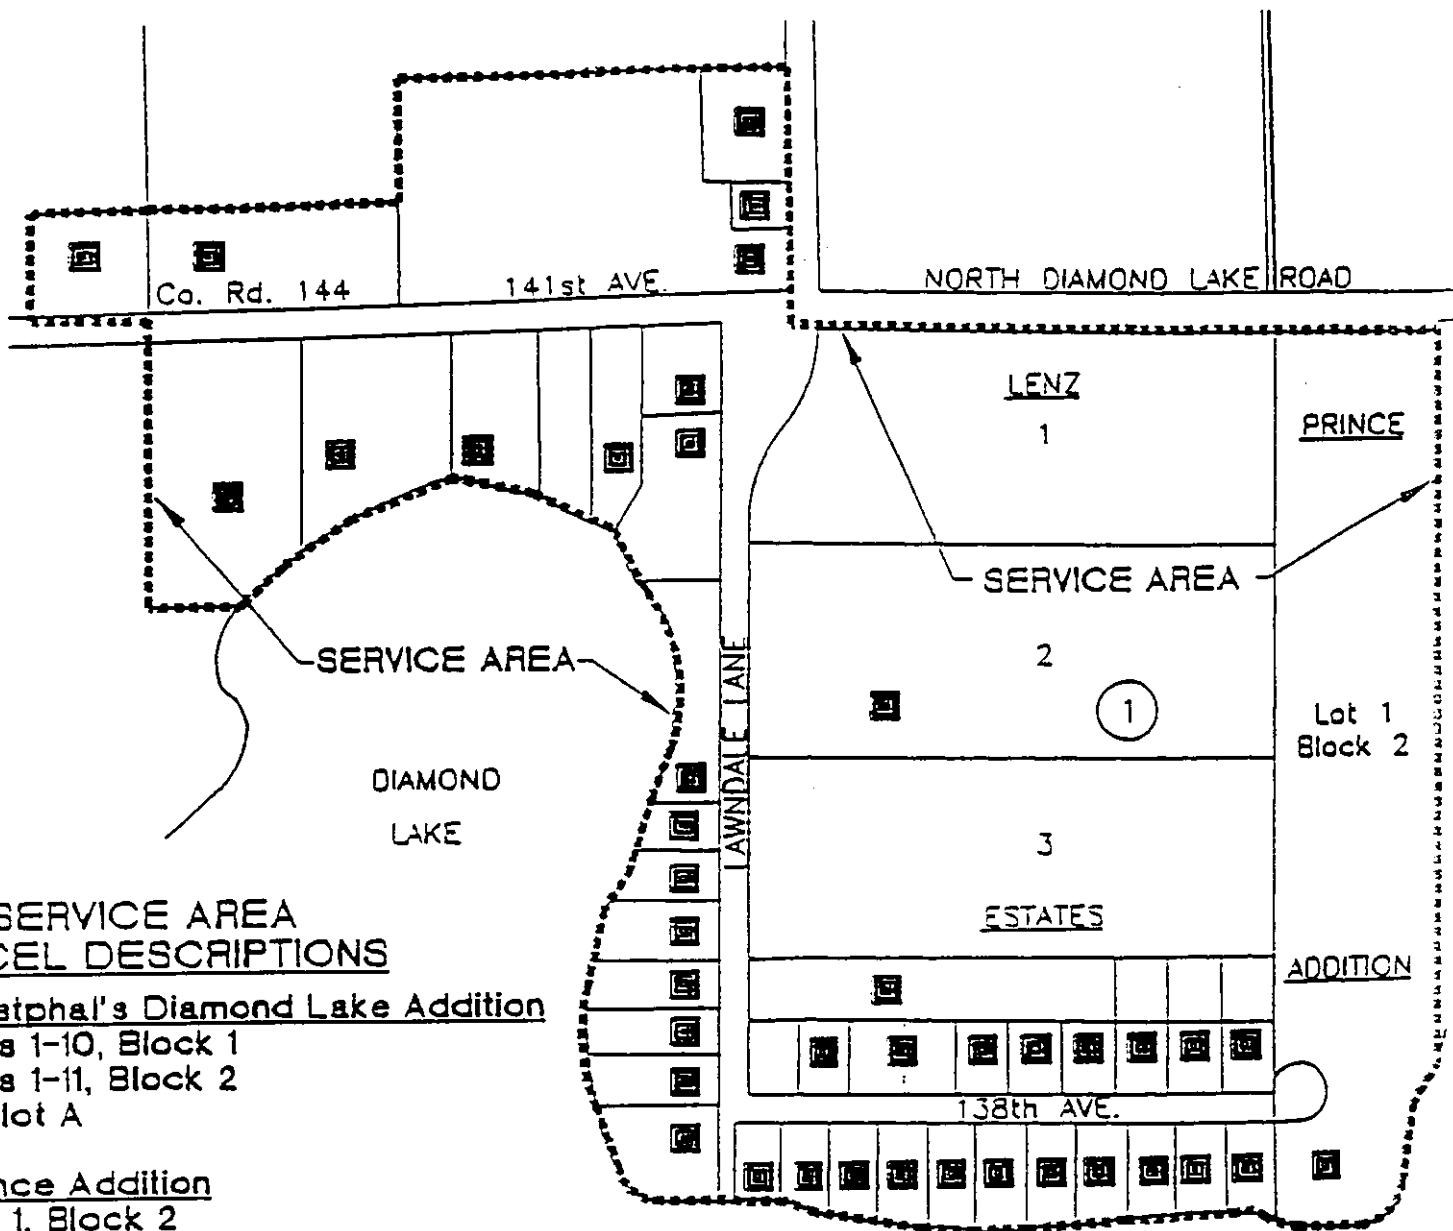 Co. Rd. 144
141st AVE.
NORTH DIAMOND LAKE ROAD
LENZ
1
PRINCE
SERVICE AREA
SERVICE AREA
2
1
Lot 1
Block 2
LAWNDALE LANE
DIAMOND
LAKE
3
ESTATES
ADDITION
138th AVE.
SERVICE AREA
CEL DESCRIPTIONS
stphal's Diamond Lake Addition
s 1-10, Block 1
s 1-11, Block 2
lot A
nce Addition
1, Block 2